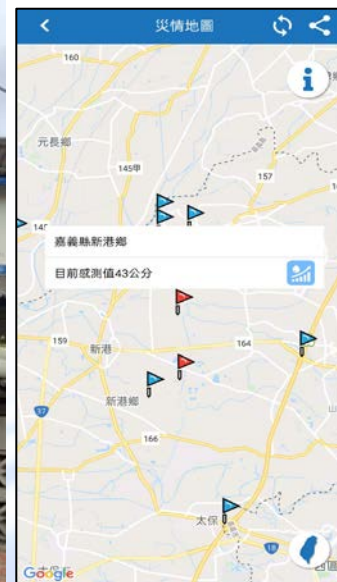 災情地圖
160
元長鄉
145甲
157
嘉義縣新港鄉
目前感測值43公分
159
新港
164
新港鄉
37
166
太保
18
Google